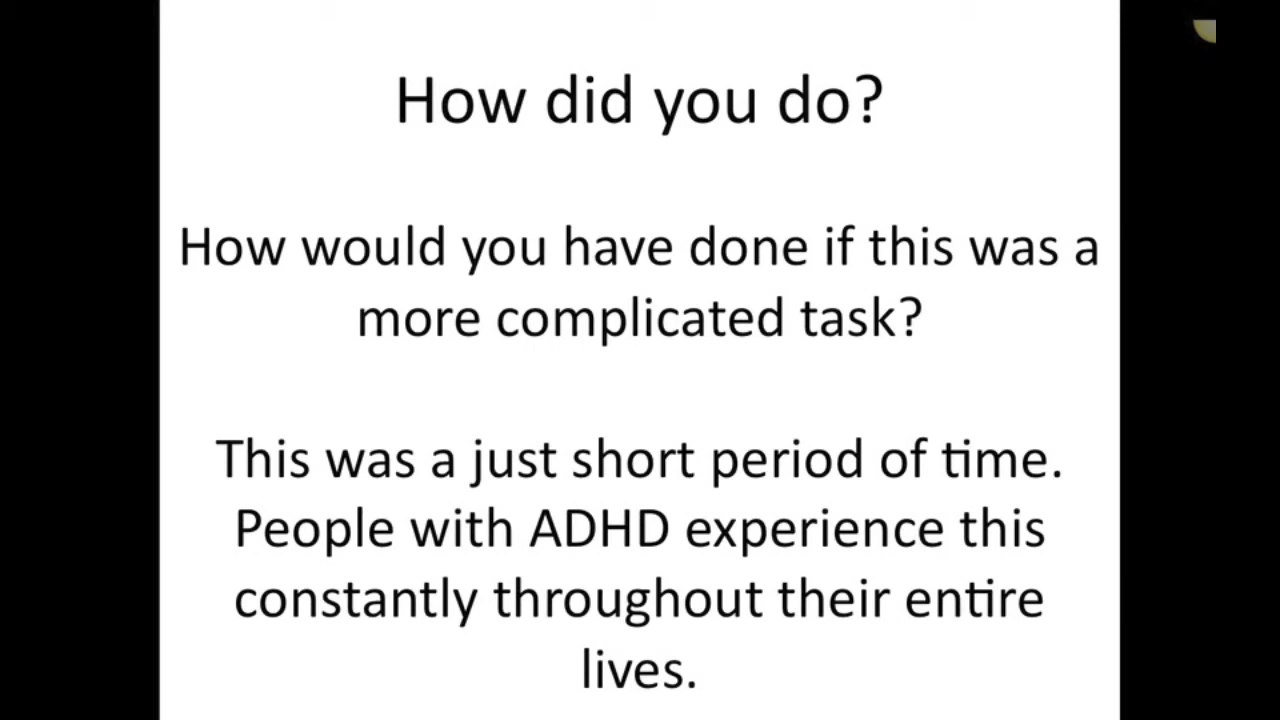 How did you do?
How would you have done if this was a
more complicated task?
This was a just short period of time.
People with ADHD experience this
constantly throughout their entire
lives.